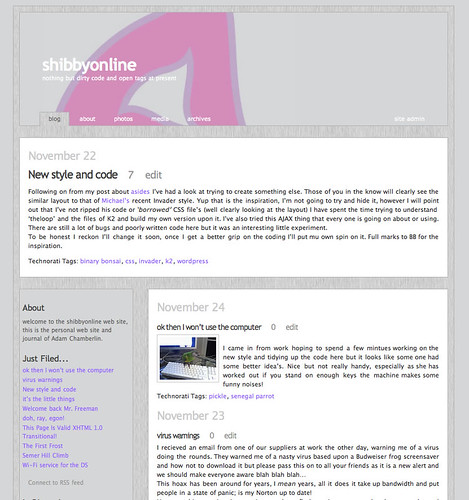 shibbyonline
nothing but dirty code and open tags at present
blog about photos media archives site admin
November 22
New style and code 7 edit
Following on from my post about asides I've had a look at trying to create something else. Those of you in the know will clearly see the
similar layout to that of Michael's recent Invader style. Yup that is the inspiration, I'm not going to try and hide it, however I will point
out that I've not ripped his code or 'borrowed' CSS file's (well clearly looking at the layout) I have spent the time trying to understand
"theloop" and the files of K2 and build my own version upon it. I've also tried this AJAX thing that every one is going on about or using.
There are still a lot of bugs and poorly written code here but it was an interesting little experiment.
To be honest I reckon I'll change it soon, once I get a better grip on the coding I'll put mu own spin on it. Full marks to BB for the
inspiration.
Technorati Tags: binary bonsai, css, invader, k2, wordpress
About
welcome to the shibbyonline web site,
this is the personal web site and
journal of Adam Chamberlin.
Just Filed...
ok then I won't use the computer
virus warnings
New style and code
it's the little things
Welcome back Mr. Freeman
doh, ray, egon!
This Page Is Valid XHTML 1.0
Transitional!
The First Frost
Semer Hill Climb
Wi-Fi service for the DS
Connect to RSS feed
November 24
ok then I won't use the computer 0 edit
I came in from work hoping to spend a few mintues working on the
new style and tidying up the code here but it looks like some one had
some better idea's. Nice but not really handy, especially as she has
worked out if you stand on enough keys the machine makes some
funny noises!
Technorati Tags: pickle, senegal parrot
November 23
virus warnings 0 edit
I recieved an email from one of our suppliers at work the other day, warning me of a virus
doing the rounds. They warned me of a nasty virus based upon a Budweiser frog screensaver
and how not to download it but please pass this on to all your friends as it is a new alert and
we should make everyone aware blah blah blah...
This hoax has been around for years, I mean years, all it does it take up bandwidth and put
people in a state of panic; is my Norton up to date!